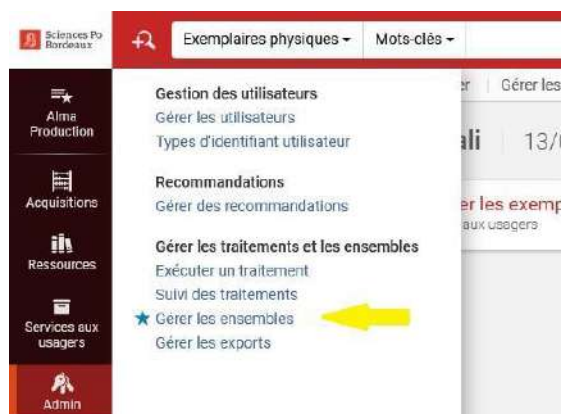 Sciences Po
Bordeaux
Exemplaires physiques
Mots-clés
Alma
Production
Acquisitions
Ressources
Services aux
usagers
Admin
Gestion des utilisateurs
Gérer les utilisateurs
Types d'identifiant utilisateur
Recommandations
Gérer des recommandations
Gérer les traitements et les ensembles
Exécuter un traitement
Suivi des traitements
Gérer les ensembles
Gérer les exports
er | Gérer les
ali | 13/
er les exemp
aux usagers